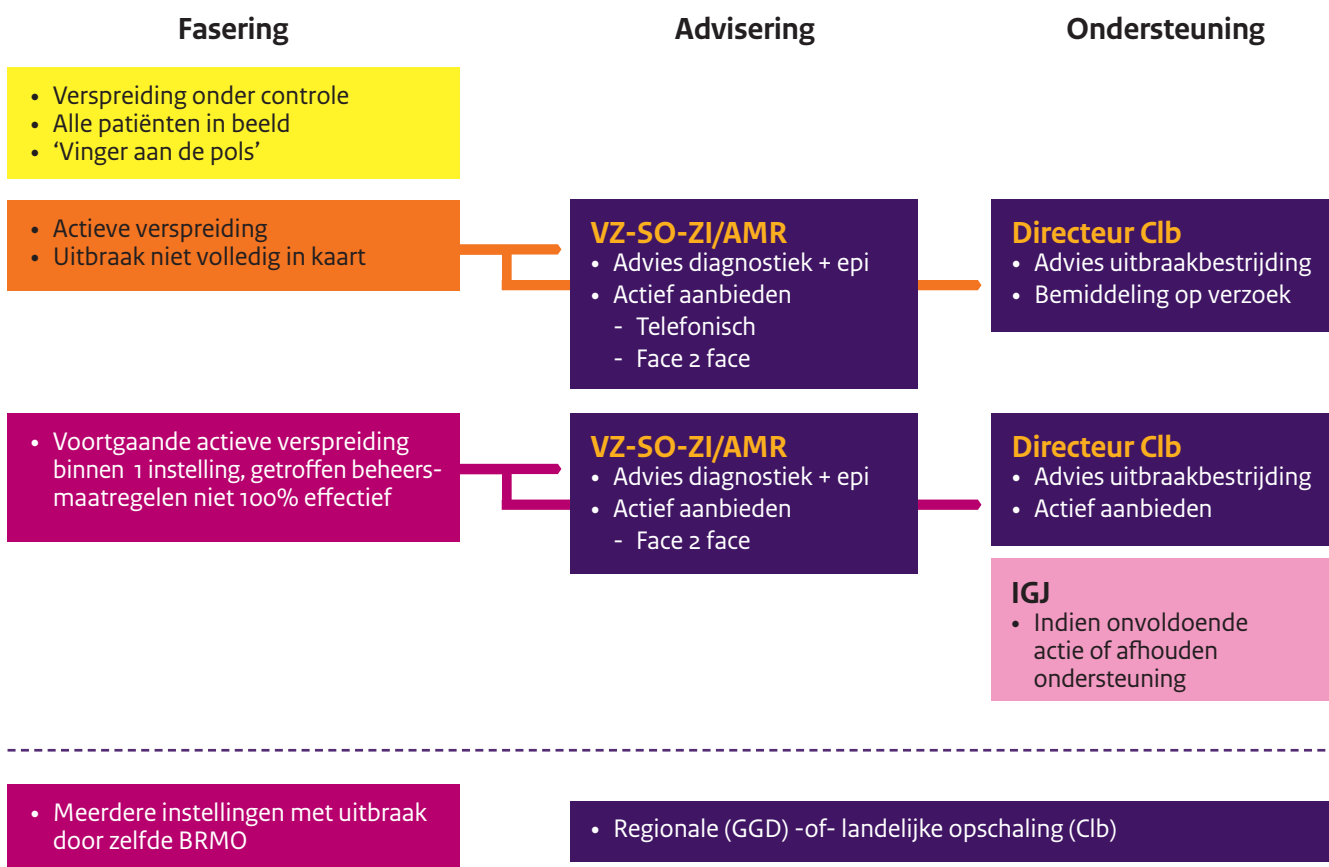 Fasering
Advisering
Ondersteuning
• Verspreiding onder controle
• Alle patiënten in beeld
• ‘Vinger aan de pols’
• Actieve verspreiding
• Uitbraak niet volledig in kaart
VZ-SO-ZI/AMR
• Advies diagnostiek + epi
• Actief aanbieden
- Telefonisch
- Face 2 face
Directeur Clb
• Advies uitbraakbestrijding
• Bemiddeling op verzoek
• Voortgaande actieve verspreiding
binnen 1 instelling, getroffen beheers-
maatregelen niet 100% effectief
VZ-SO-ZI/AMR
• Advies diagnostiek + epi
• Actief aanbieden
- Face 2 face
Directeur Clb
• Advies uitbraakbestrijding
• Actief aanbieden
IGJ
• Indien onvoldoende
actie of afhouden
ondersteuning
• Meerdere instellingen met uitbraak
door zelfde BRMO
• Regionale (GGD) -of- landelijke opschaling (Clb)